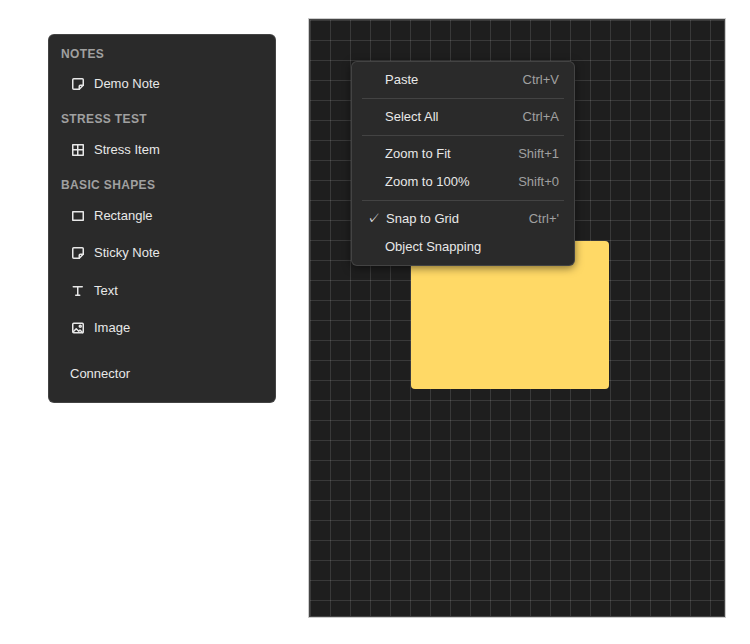 NOTES
Demo Note
STRESS TEST
Stress Item
BASIC SHAPES
Rectangle
Sticky Note
Text
Image
Connector
Paste Ctrl+V
Select All Ctrl+A
Zoom to Fit Shift+1
Zoom to 100% Shift+0
✓ Snap to Grid Ctrl+'
Object Snapping